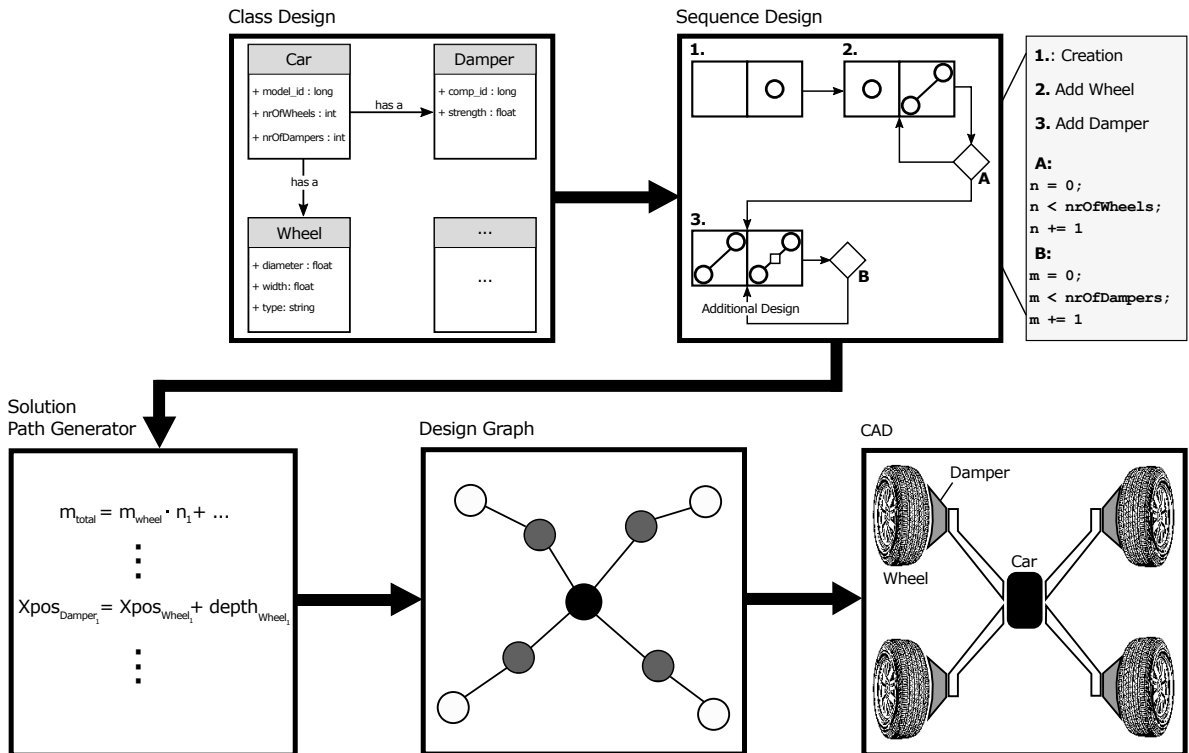 Class Design
Car
+ model_id : long
+ nrOfWheels : int
+ nrOfDampers : int
has a
Damper
+ comp_id : long
+ strength : float
has a
Wheel
+ diameter : float
+ width: float
+ type: string
...
...
Sequence Design
1.
2.
A
3.
B
Additional Design
1.: Creation
2. Add Wheel
3. Add Damper
A:
n = 0;
n < nrOfWheels;
n += 1
B:
m = 0;
m < nrOfDampers;
m += 1
Solution
Path Generator
m_total = m_wheel · n_1 + ...
⋮
Xpos_Damper_1 = Xpos_Wheel_1 + depth_Wheel_1
⋮
Design Graph
CAD
Damper
Wheel
Car